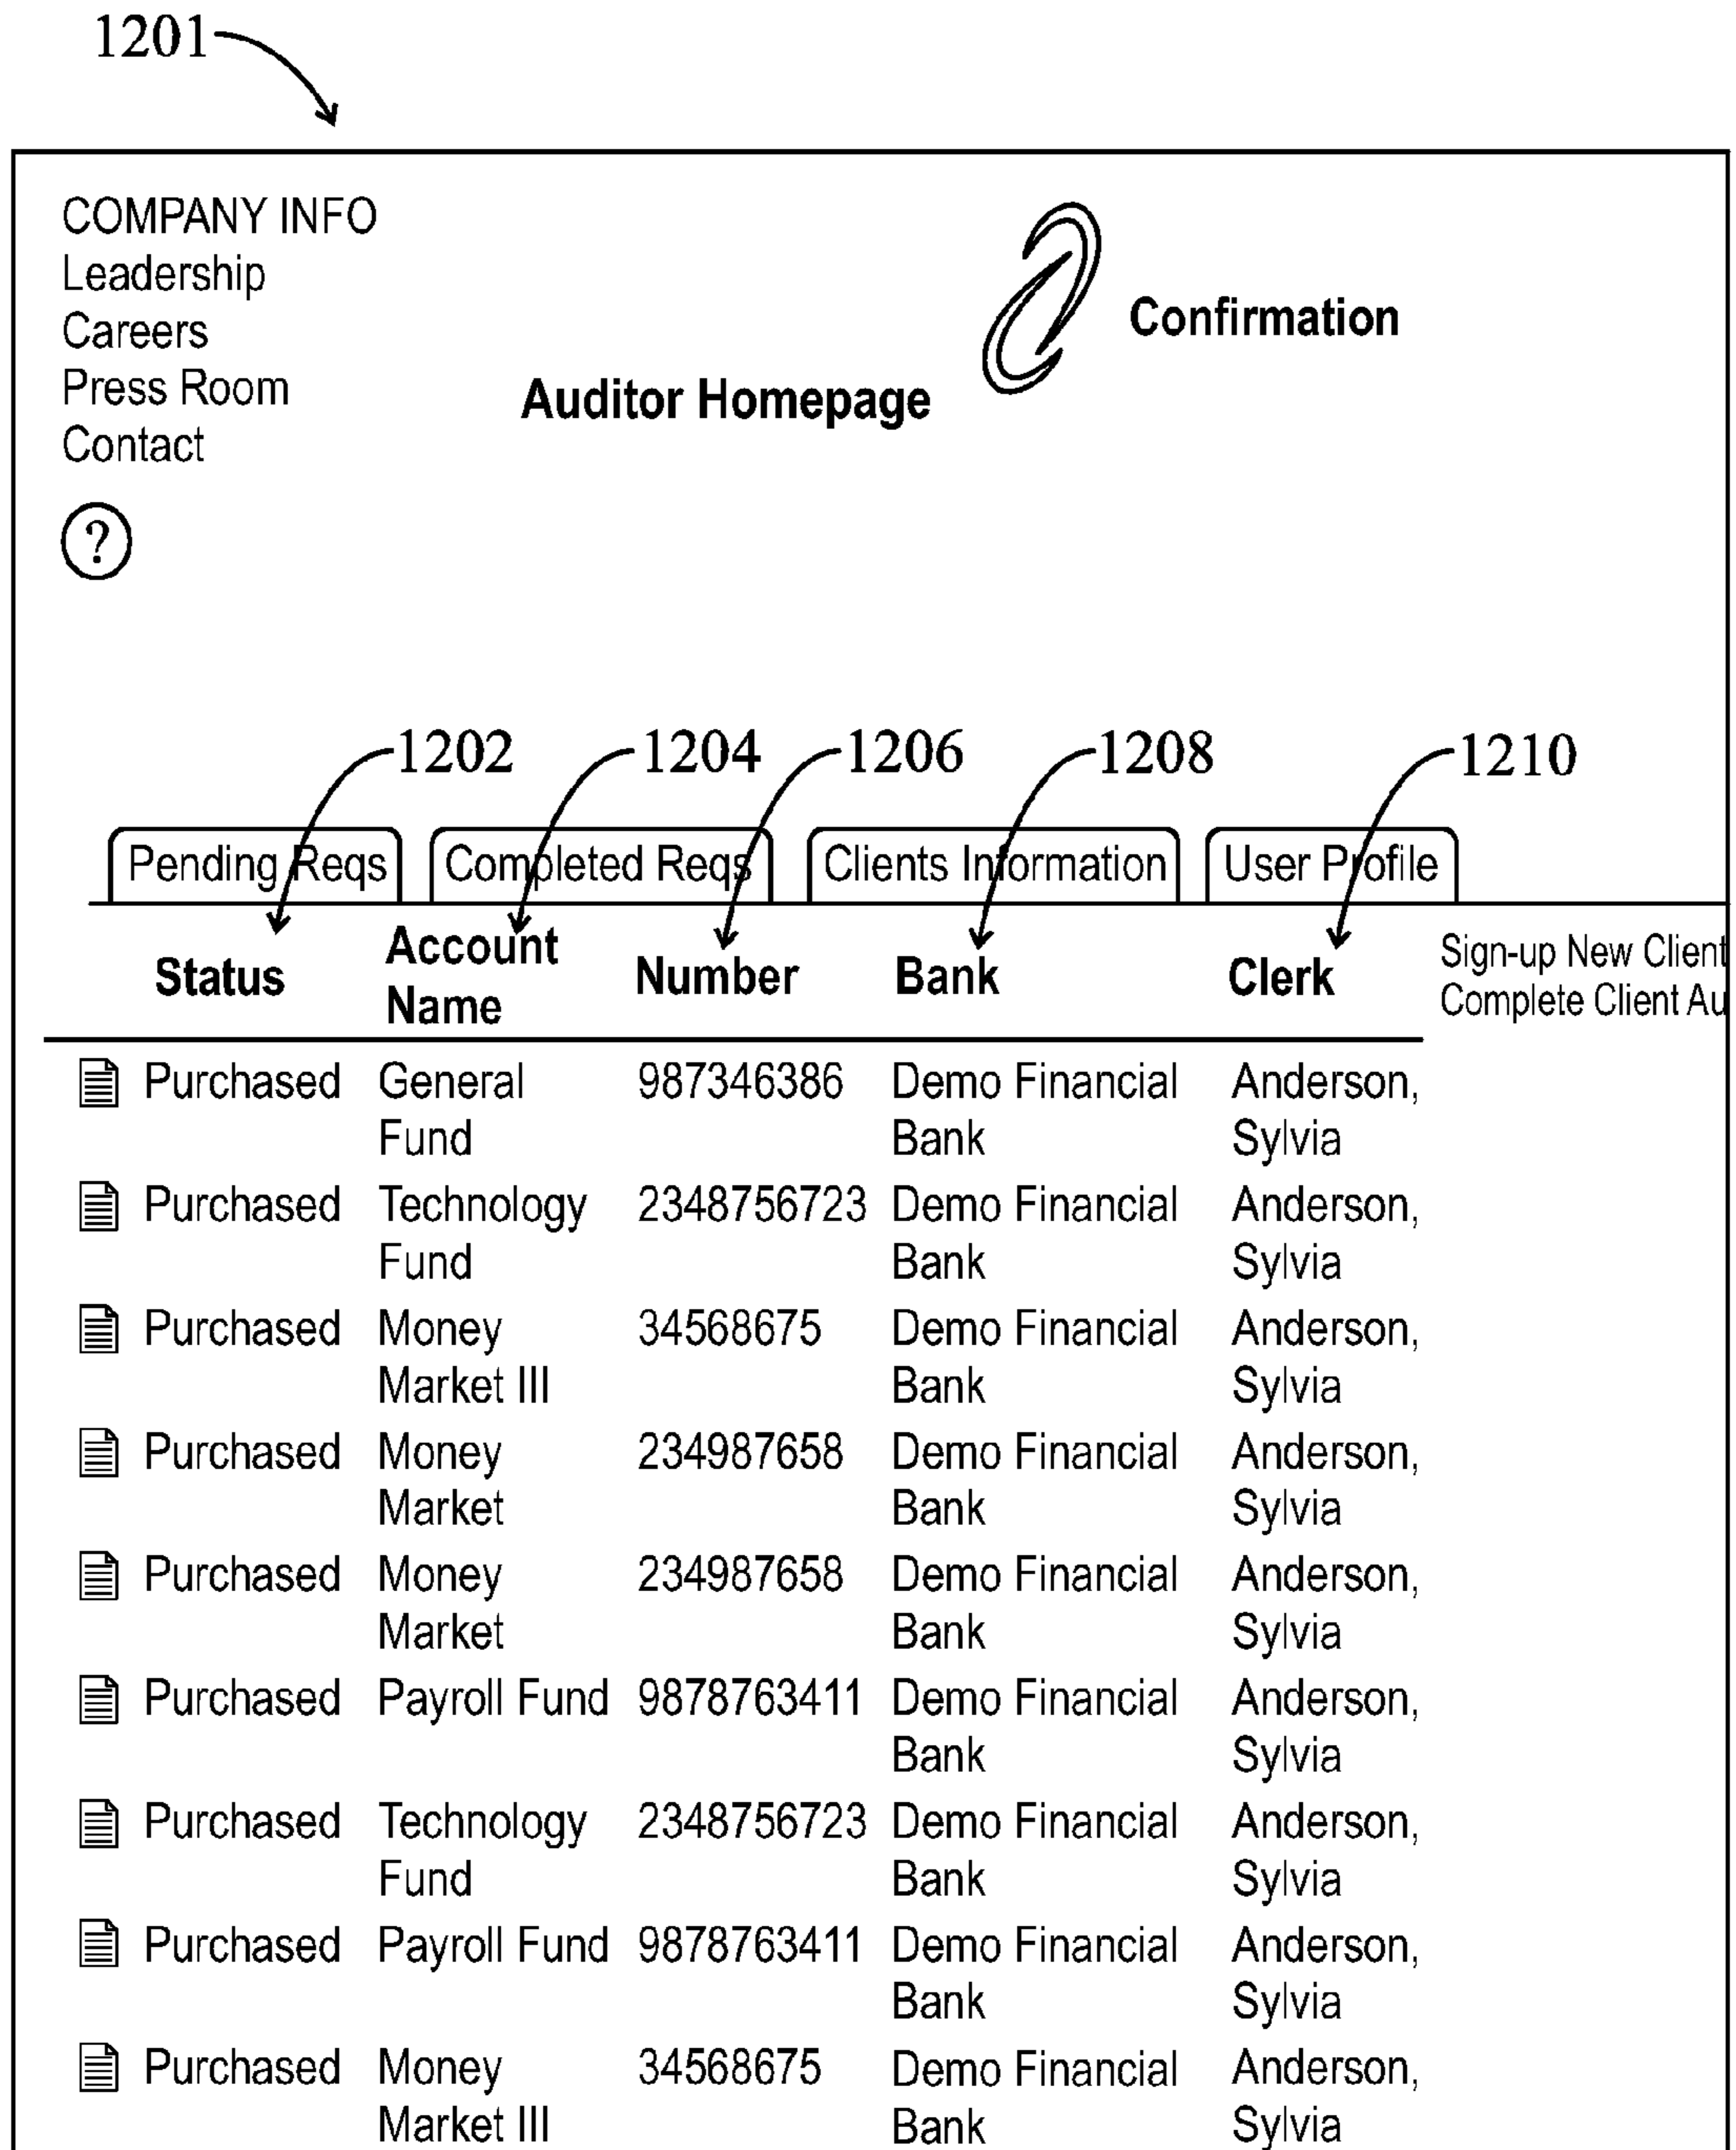 1201
COMPANY INFO
Leadership
Careers
Press Room
Contact
?
Confirmation
Auditor Homepage
1202 1204 1206 1208 1210
Pending Reqs Completed Reqs Clients Information User Profile
Status Account Name Number Bank Clerk
Sign-up New Client
Complete Client Au
Purchased General 987346386 Demo Financial Anderson,
Fund Bank Sylvia
Purchased Technology 2348756723 Demo Financial Anderson,
Fund Bank Sylvia
Purchased Money 34568675 Demo Financial Anderson,
Market III Bank Sylvia
Purchased Money 234987658 Demo Financial Anderson,
Market Bank Sylvia
Purchased Money 234987658 Demo Financial Anderson,
Market Bank Sylvia
Purchased Payroll Fund 9878763411 Demo Financial Anderson,
Bank Sylvia
Purchased Technology 2348756723 Demo Financial Anderson,
Fund Bank Sylvia
Purchased Payroll Fund 9878763411 Demo Financial Anderson,
Bank Sylvia
Purchased Money 34568675 Demo Financial Anderson,
Market III Bank Sylvia